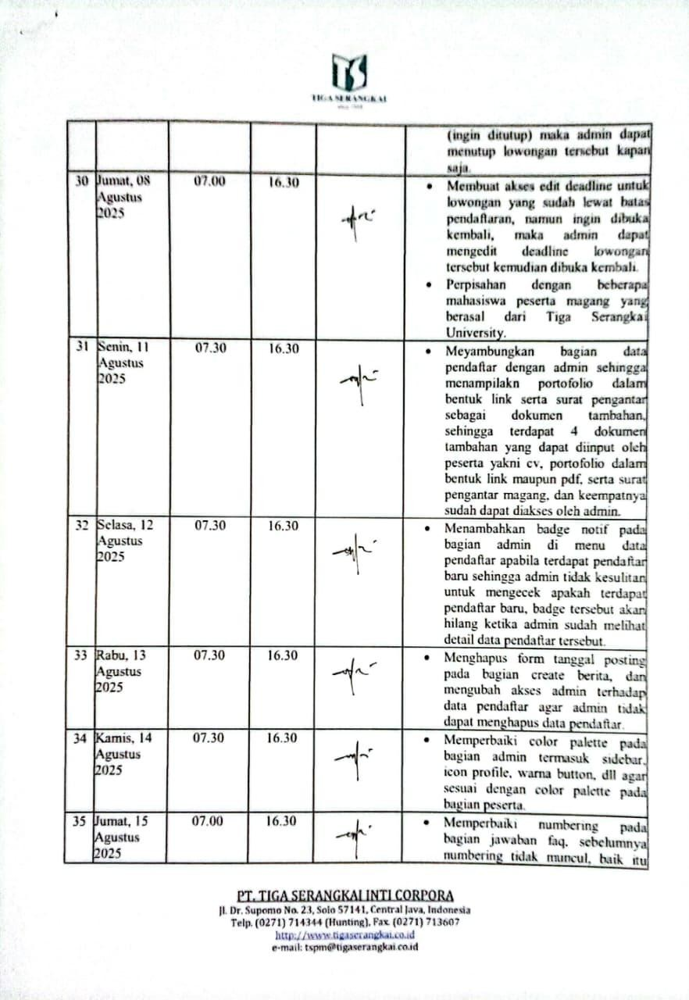 TS
TIGA SERANGKAI
(ingin ditutup) maka admin dapat
menutup lowongan tersebut kapan
saja.
30 Jumat, 08 07.00 16.30
Agustus
2025
• Membuat akses edit deadline untuk
lowongan yang sudah lewat batas
pendaftaran, namun ingin dibuka
kembali, maka admin dapat
mengedit deadline lowongan
tersebut kemudian dibuka kembali.
• Perpisahan dengan beberapa
mahasiswa peserta magang yang
berasal dari Tiga Serangkai
University.
31 Senin, 11 07.30 16.30
Agustus
2025
• Meyambungkan bagian data
pendaftar dengan admin sehingga
menampilakn portofolio dalam
bentuk link serta surat pengantar
sebagai dokumen tambahan,
sehingga terdapat 4 dokumen
tambahan yang dapat diinput oleh
peserta yakni cv, portofolio dalam
bentuk link maupun pdf, serta surat
pengantar magang, dan keempatnya
sudah dapat diakses oleh admin.
32 Selasa, 12 07.30 16.30
Agustus
2025
• Menambahkan badge notif pada
bagian admin di menu data
pendaftar apabila terdapat pendaftar
baru sehingga admin tidak kesulitan
untuk mengecek apakah terdapat
pendaftar baru, badge tersebut akan
hilang ketika admin sudah melihat
detail data pendaftar tersebut.
33 Rabu, 13 07.30 16.30
Agustus
2025
• Menghapus form tanggal posting
pada bagian create berita, dan
mengubah akses admin terhadap
data pendaftar agar admin tidak
dapat menghapus data pendaftar.
34 Kamis, 14 07.30 16.30
Agustus
2025
• Memperbaiki color palette pada
bagian admin termasuk sidebar,
icon profile, warna button, dll agar
sesuai dengan color palette pada
bagian peserta.
35 Jumat, 15 07.00 16.30
Agustus
2025
• Memperbaiki numbering pada
bagian jawaban faq. sebelumnya
numbering tidak muncul, baik itu
PT. TIGA SERANGKAI INTI CORPORA
Jl. Dr. Supomo No. 23, Solo 57141, Central Java, Indonesia
Telp. (0271) 714344 (Hunting), Fax. (0271) 713607
http://www.tigaserangkai.co.id
e-mail: tspm@tigaserangkai.co.id